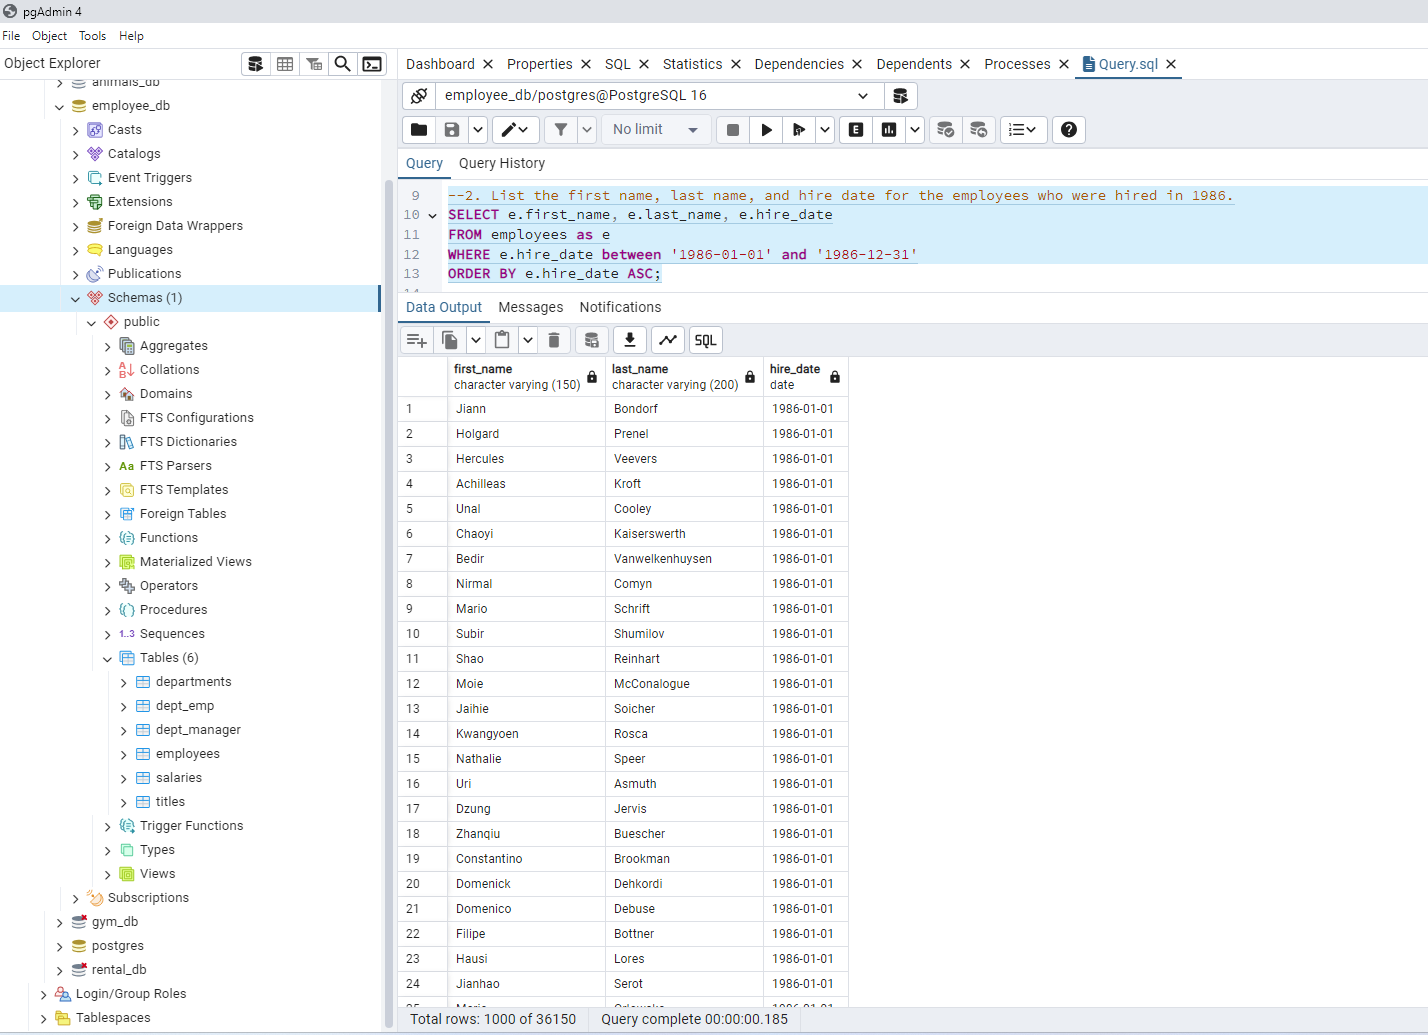 pgAdmin 4
File Object Tools Help
Object Explorer
animals_db
employee_db
Casts
Catalogs
Event Triggers
Extensions
Foreign Data Wrappers
Languages
Publications
Schemas (1)
public
Aggregates
Collations
Domains
FTS Configurations
FTS Dictionaries
Aa FTS Parsers
FTS Templates
Foreign Tables
Functions
Materialized Views
Operators
Procedures
1..3 Sequences
Tables (6)
departments
dept_emp
dept_manager
employees
salaries
titles
Trigger Functions
Types
Views
Subscriptions
gym_db
postgres
rental_db
Login/Group Roles
Tablespaces
Dashboard Properties SQL Statistics Dependencies Dependents Processes Query.sql
employee_db/postgres@PostgreSQL 16
No limit
E
Query Query History
9 --2. List the first name, last name, and hire date for the employees who were hired in 1986.
10 SELECT e.first_name, e.last_name, e.hire_date
11 FROM employees as e
12 WHERE e.hire_date between '1986-01-01' and '1986-12-31'
13 ORDER BY e.hire_date ASC;
Data Output Messages Notifications
SQL
first_name last_name hire_date
character varying (150) character varying (200) date
1 Jiann Bondorf 1986-01-01
2 Holgard Prenel 1986-01-01
3 Hercules Veevers 1986-01-01
4 Achilleas Kroft 1986-01-01
5 Unal Cooley 1986-01-01
6 Chaoyi Kaiserswerth 1986-01-01
7 Bedir Vanwelkenhuysen 1986-01-01
8 Nirmal Comyn 1986-01-01
9 Mario Schrift 1986-01-01
10 Subir Shumilov 1986-01-01
11 Shao Reinhart 1986-01-01
12 Moie McConalogue 1986-01-01
13 Jaihie Soicher 1986-01-01
14 Kwangyoen Rosca 1986-01-01
15 Nathalie Speer 1986-01-01
16 Uri Asmuth 1986-01-01
17 Dzung Jervis 1986-01-01
18 Zhanqiu Buescher 1986-01-01
19 Constantino Brookman 1986-01-01
20 Domenick Dehkordi 1986-01-01
21 Domenico Debuse 1986-01-01
22 Filipe Bottner 1986-01-01
23 Hausi Lores 1986-01-01
24 Jianhao Serot 1986-01-01
Total rows: 1000 of 36150 Query complete 00:00:00.185